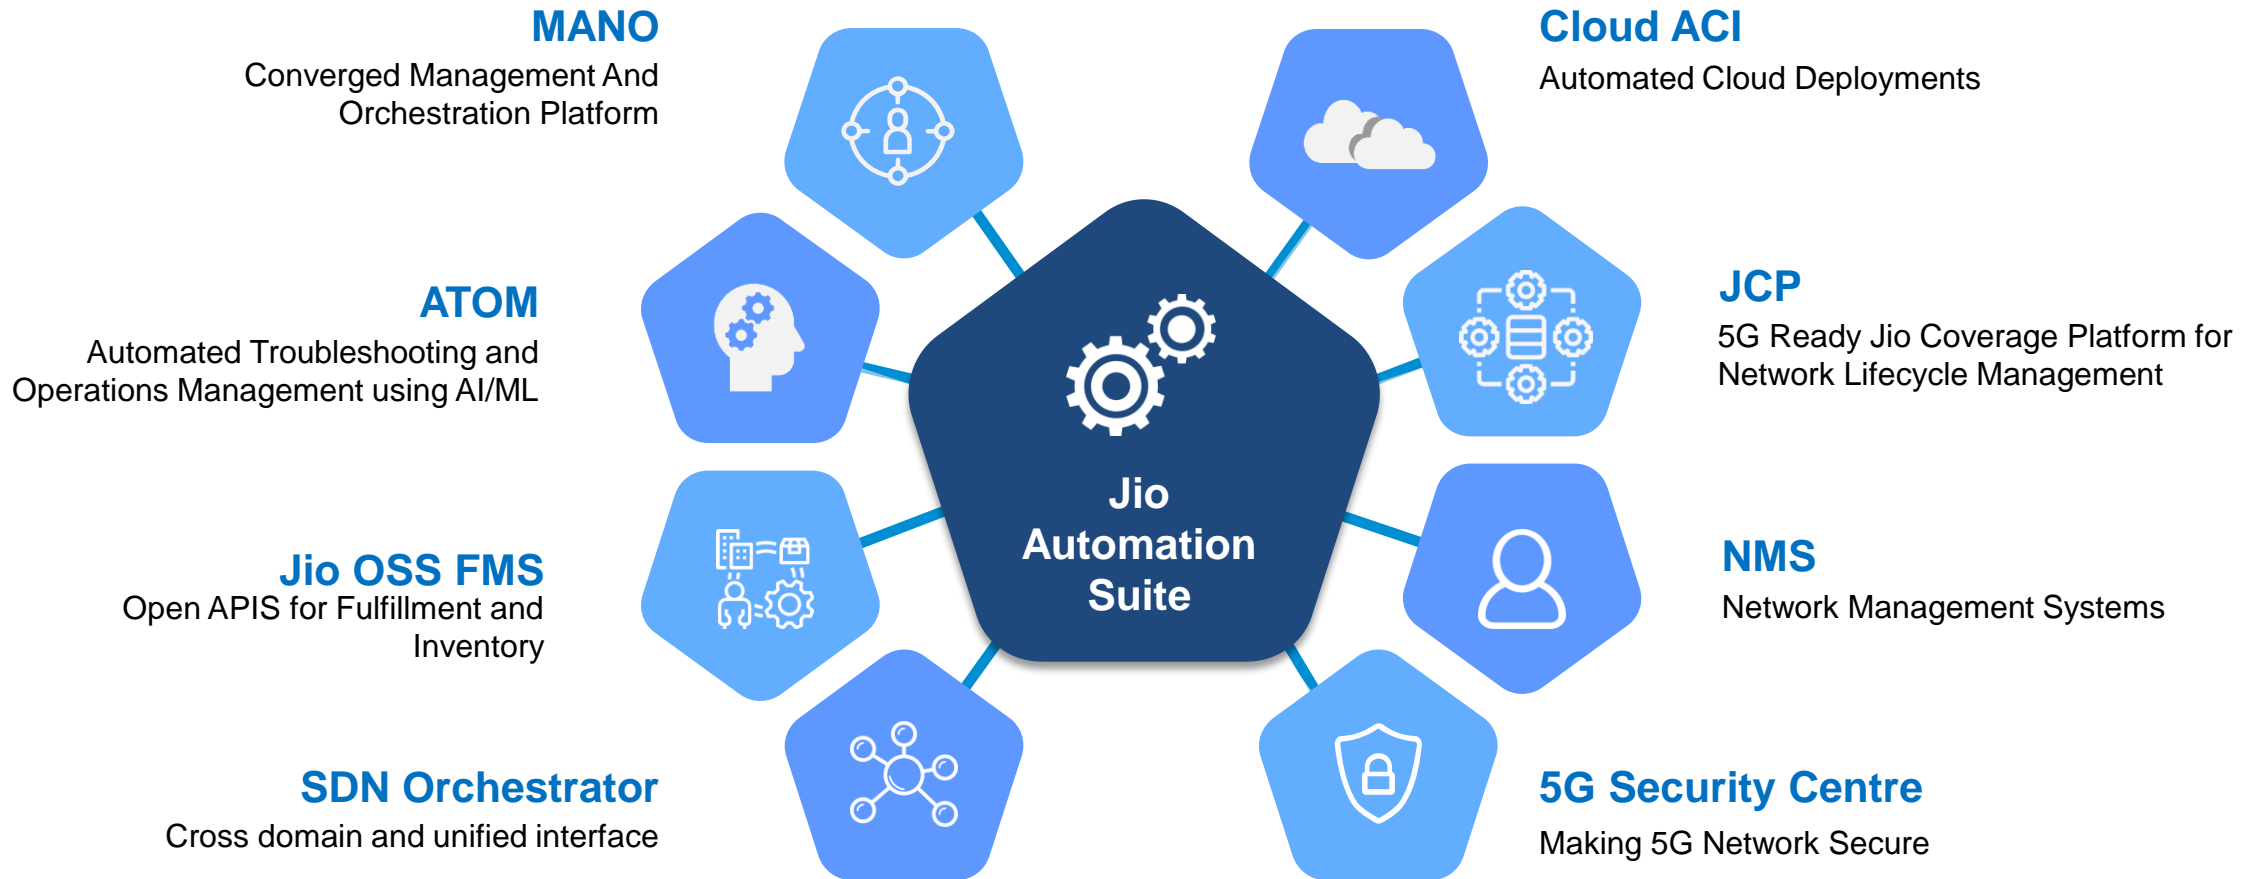 MANO
Converged Management And
Orchestration Platform
ATOM
Automated Troubleshooting and
Operations Management using AI/ML
Jio OSS FMS
Open APIS for Fulfillment and
Inventory
SDN Orchestrator
Cross domain and unified interface
Jio
Automation
Suite
Cloud ACI
Automated Cloud Deployments
JCP
5G Ready Jio Coverage Platform for
Network Lifecycle Management
NMS
Network Management Systems
5G Security Centre
Making 5G Network Secure